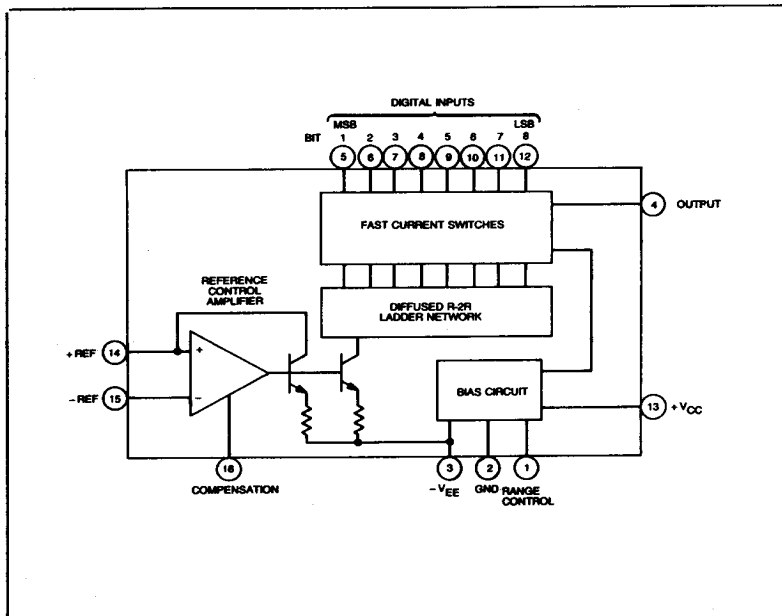 DIGITAL INPUTS
MSB LSB
BIT 1 2 3 4 5 6 7 8
5 6 7 8 9 10 11 12
FAST CURRENT SWITCHES
4 OUTPUT
REFERENCE
CONTROL
AMPLIFIER
DIFFUSED R-2R
LADDER NETWORK
+ REF 14 +
- REF 15 -
BIAS CIRCUIT
13 + VCC
16
COMPENSATION
3 2 1
- VEE GND RANGE
CONTROL